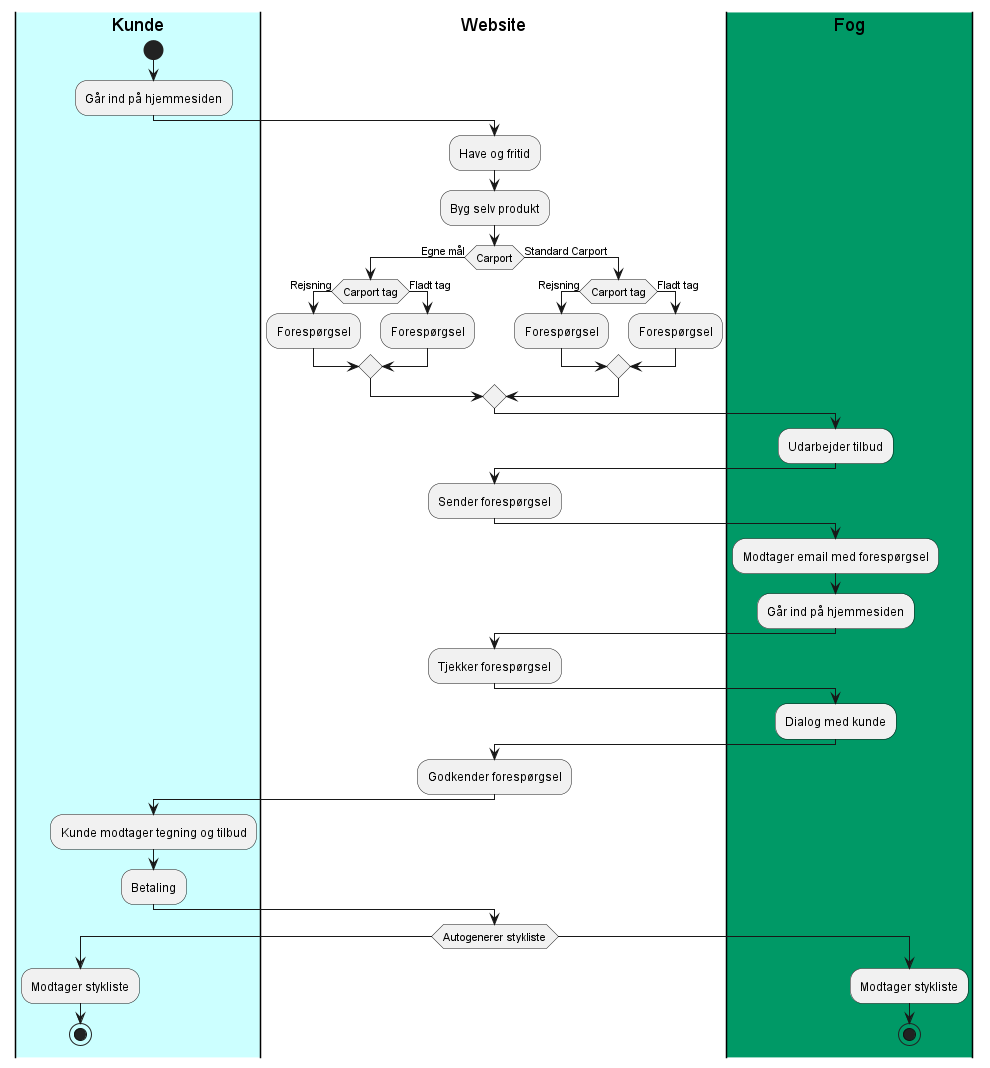 Kunde
Website
Fog
Går ind på hjemmesiden
Have og fritid
Byg selv produkt
Egne mål
Carport
Standard Carport
Rejsning
Carport tag
Fladt tag
Rejsning
Carport tag
Fladt tag
Forespørgsel
Forespørgsel
Forespørgsel
Forespørgsel
Udarbejder tilbud
Sender forespørgsel
Modtager email med forespørgsel
Går ind på hjemmesiden
Tjekker forespørgsel
Dialog med kunde
Godkender forespørgsel
Kunde modtager tegning og tilbud
Betaling
Autogenerer stykliste
Modtager stykliste
Modtager stykliste